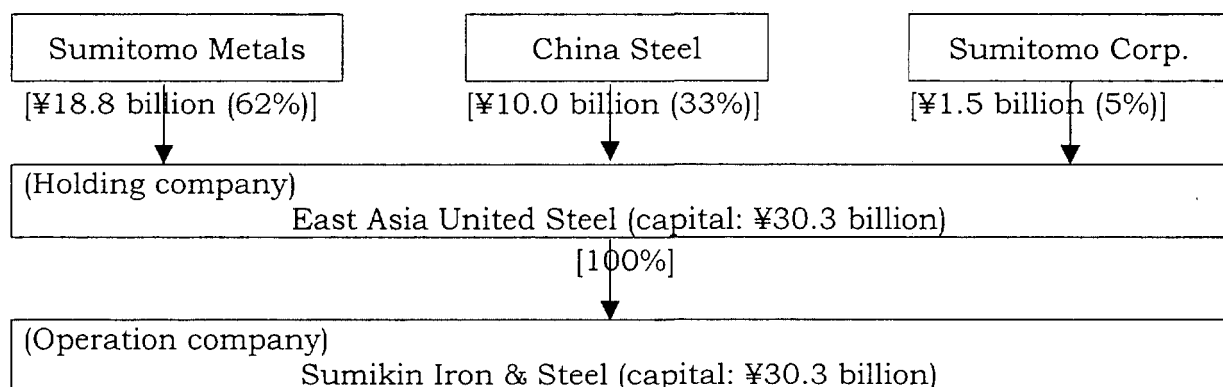 Sumitomo Metals China Steel Sumitomo Corp.
[¥18.8 billion (62%)] [¥10.0 billion (33%)] [¥1.5 billion (5%)]
(Holding company)
East Asia United Steel (capital: ¥30.3 billion)
[100%]
(Operation company)
Sumikin Iron & Steel (capital: ¥30.3 billion)